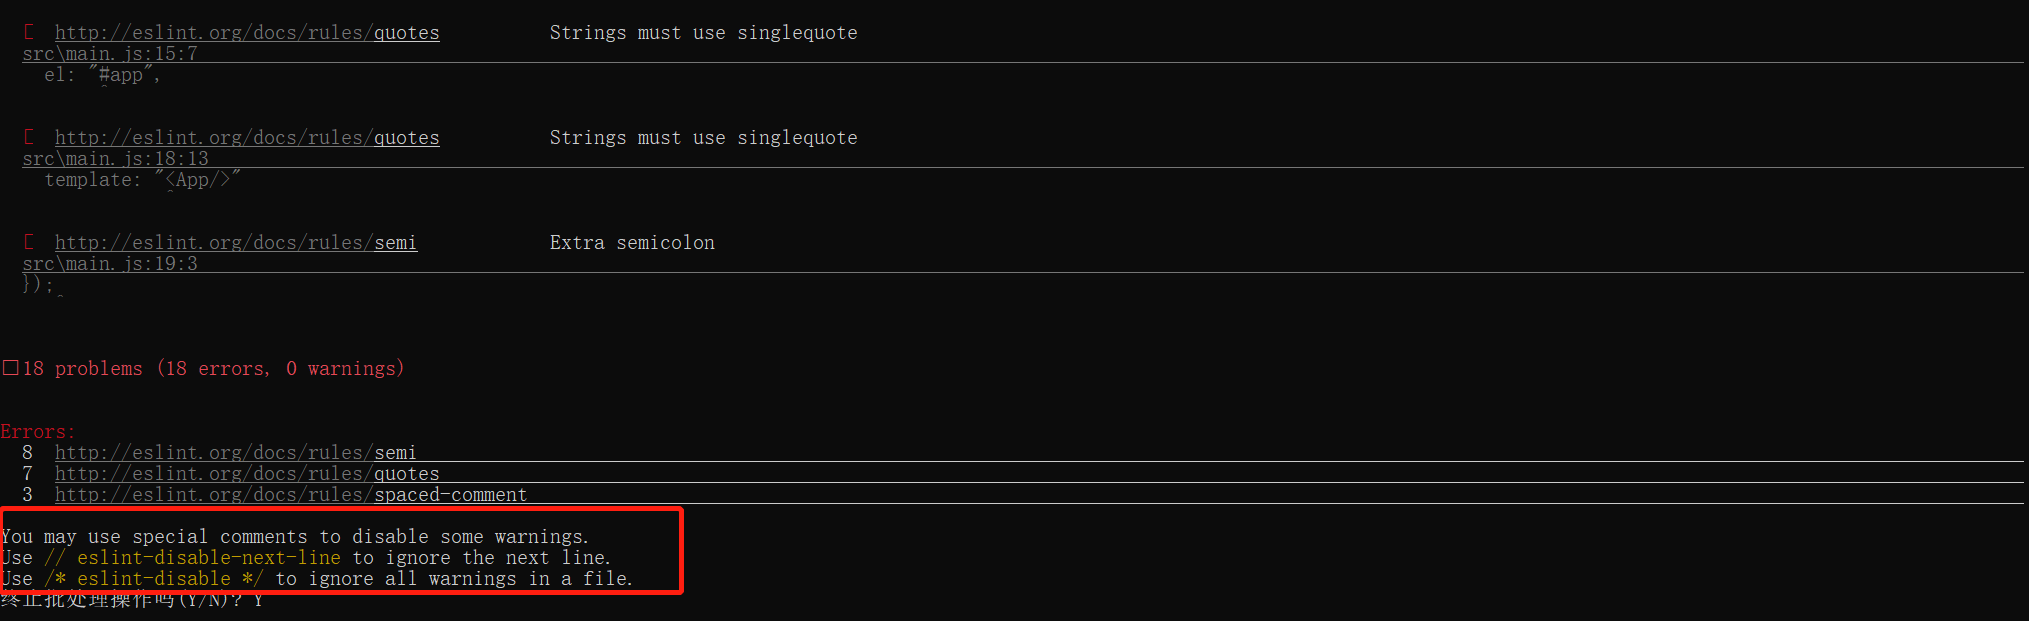 [ http://eslint.org/docs/rules/quotes Strings must use singlequote
src\main.js:15:7
el: "#app",
^
[ http://eslint.org/docs/rules/quotes Strings must use singlequote
src\main.js:18:13
template: "<App/>"
^
[ http://eslint.org/docs/rules/semi Extra semicolon
src\main.js:19:3
});
^
□18 problems (18 errors, 0 warnings)
Errors:
8 http://eslint.org/docs/rules/semi
7 http://eslint.org/docs/rules/quotes
3 http://eslint.org/docs/rules/spaced-comment
You may use special comments to disable some warnings.
Use // eslint-disable-next-line to ignore the next line.
Use /* eslint-disable */ to ignore all warnings in a file.
终止批处理操作吗(Y/N)? Y